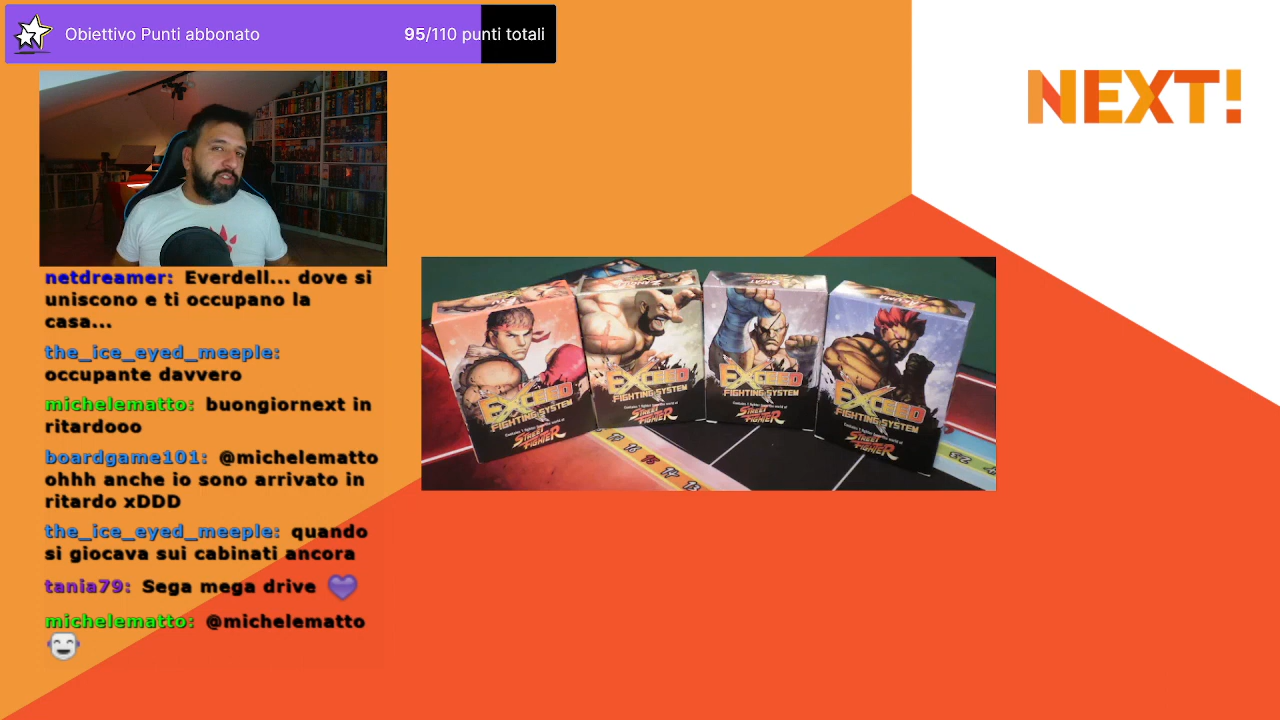 Obiettivo Punti abbonato
95/110 punti totali
NEXT!
netdreamer: Everdell... dove si
uniscono e ti occupano la
casa...
the_ice_eyed_meeple:
occupante davvero
michelematto: buongiornext in
ritardooo
boardgame101: @michelematto
ohhh anche io sono arrivato in
ritardo xDDD
the_ice_eyed_meeple: quando
si giocava sui cabinati ancora
tania79: Sega mega drive
michelematto: @michelematto
EXCEED
FIGHTING SYSTEM
STREET
FIGHTER
ZANGIEF
EXCEED
FIGHTING SYSTEM
STREET
FIGHTER
SAGAT
EXCEED
FIGHTING SYSTEM
STREET
FIGHTER
EXCEED
FIGHTING SYSTEM
STREET
FIGHTER